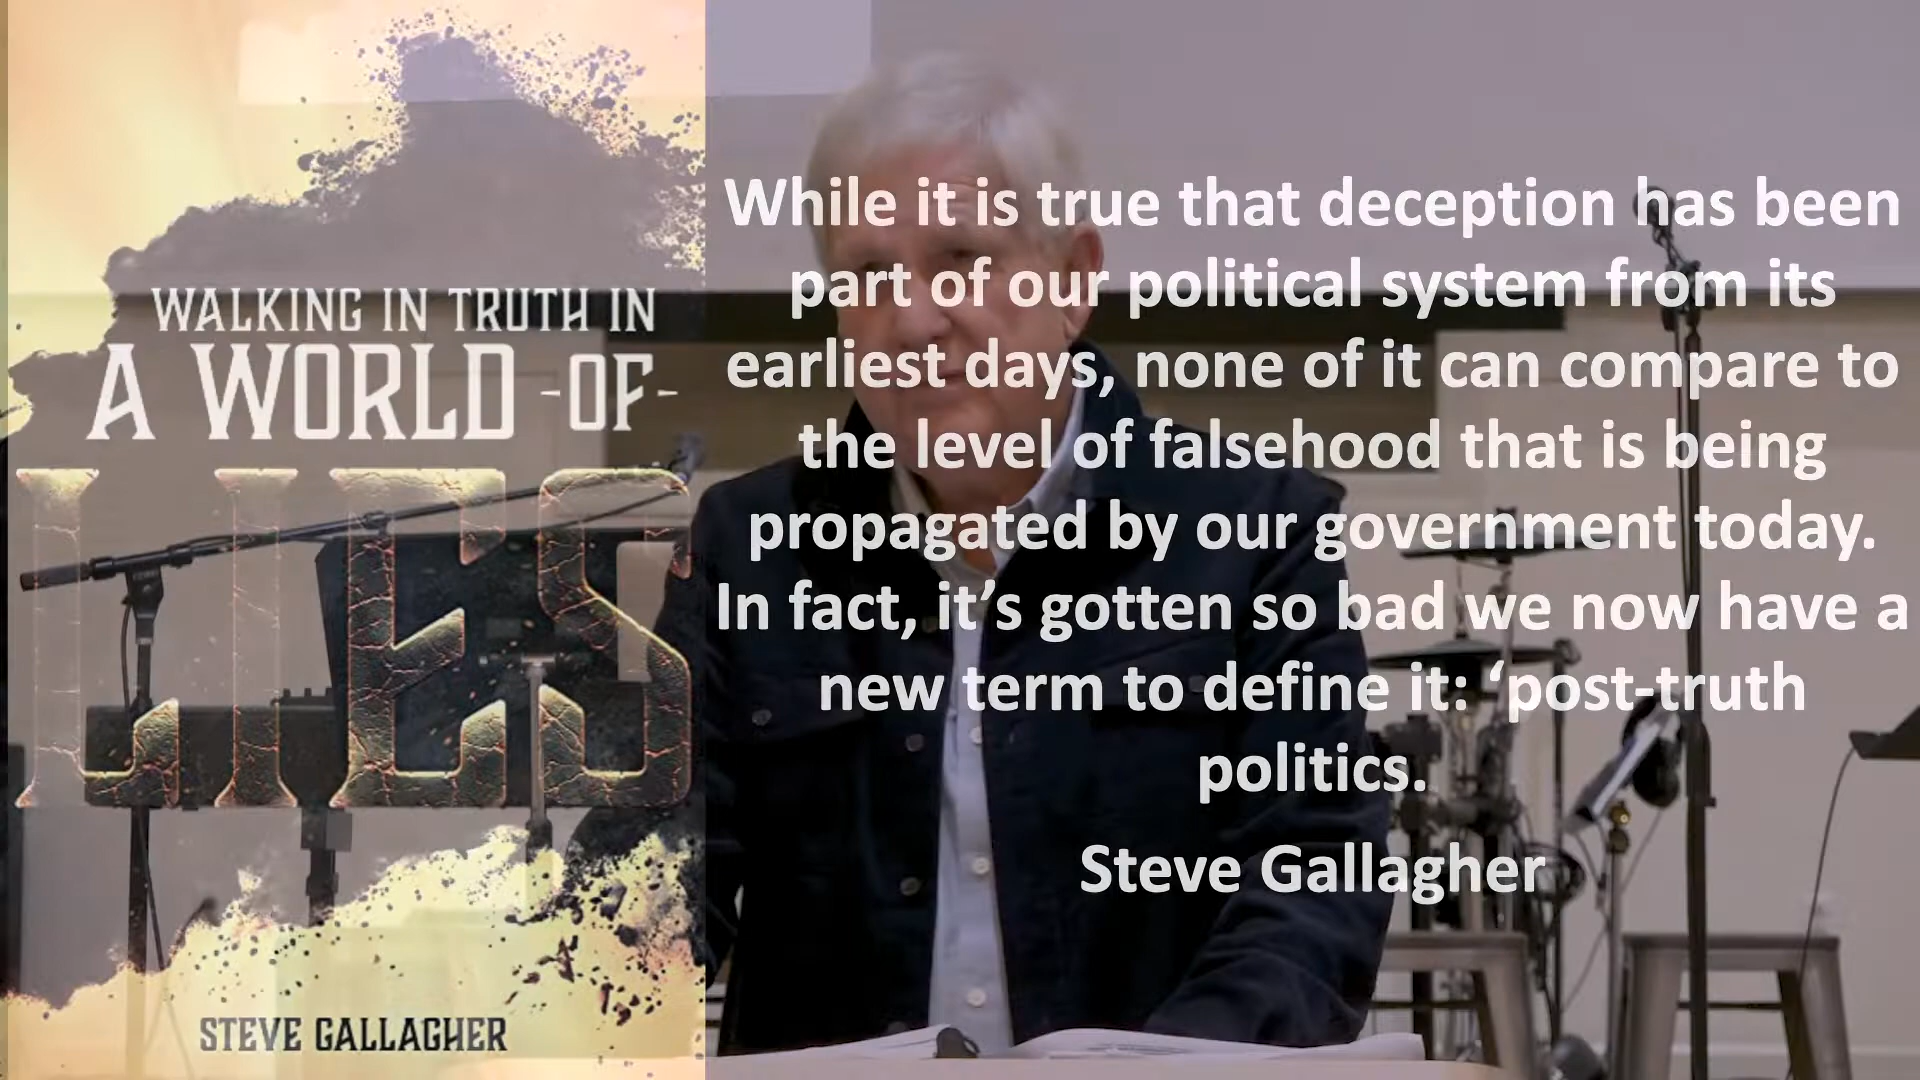 WALKING IN TRUTH IN
A WORLD -OF-
LIES
STEVE GALLAGHER
While it is true that deception has been
part of our political system from its
earliest days, none of it can compare to
the level of falsehood that is being
propagated by our government today.
In fact, it’s gotten so bad we now have a
new term to define it: ‘post-truth
politics.
Steve Gallagher